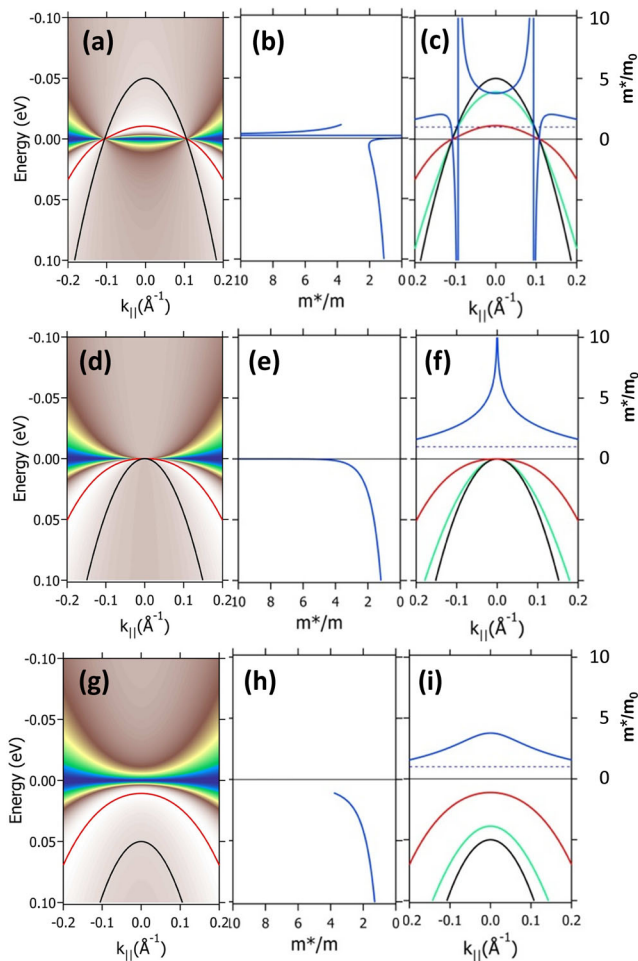 (a)
(b)
(c)
Energy (eV)
-0.10
-0.05
0.00
0.05
0.10
-0.2 -0.1 0.0 0.1 0.2
k||(Å-1)
10 8 6 4 2 0
m*/m
-0.2 -0.1 0.0 0.1 0.2
k||(Å-1)
10
5
0
m*/m0
(d)
(e)
(f)
Energy (eV)
-0.10
-0.05
0.00
0.05
0.10
-0.2 -0.1 0.0 0.1 0.2
k||(Å-1)
10 8 6 4 2 0
m*/m
-0.2 -0.1 0.0 0.1 0.2
k||(Å-1)
10
5
0
m*/m0
(g)
(h)
(i)
Energy (eV)
-0.10
-0.05
0.00
0.05
0.10
-0.2 -0.1 0.0 0.1 0.2
k||(Å-1)
10 8 6 4 2 0
m*/m
-0.2 -0.1 0.0 0.1 0.2
k||(Å-1)
10
5
0
m*/m0